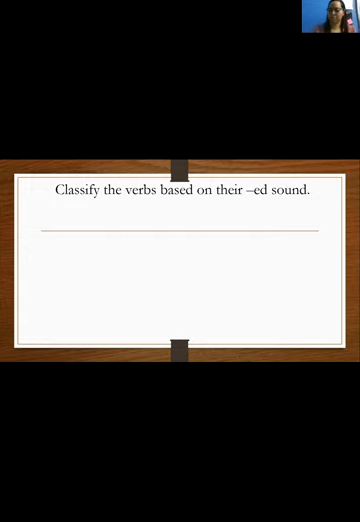 Classify the verbs based on their –ed sound.